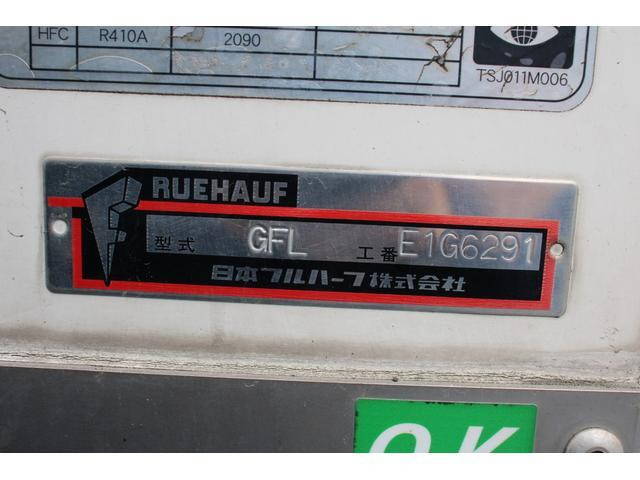 HFC R410A 2090
TSJ011M006
RUEHAUF
型式 GFL 工番 E1G6291
日本フルハーフ株式会社
OK